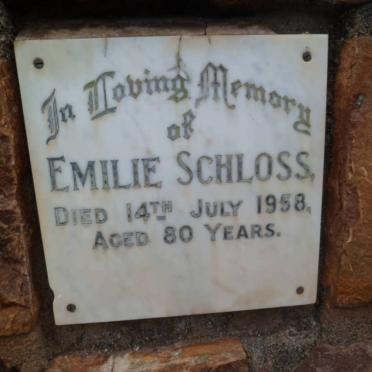 In Loving Memory
of
EMILIE SCHLOSS,
DIED 14TH JULY 1958,
AGED 80 YEARS.